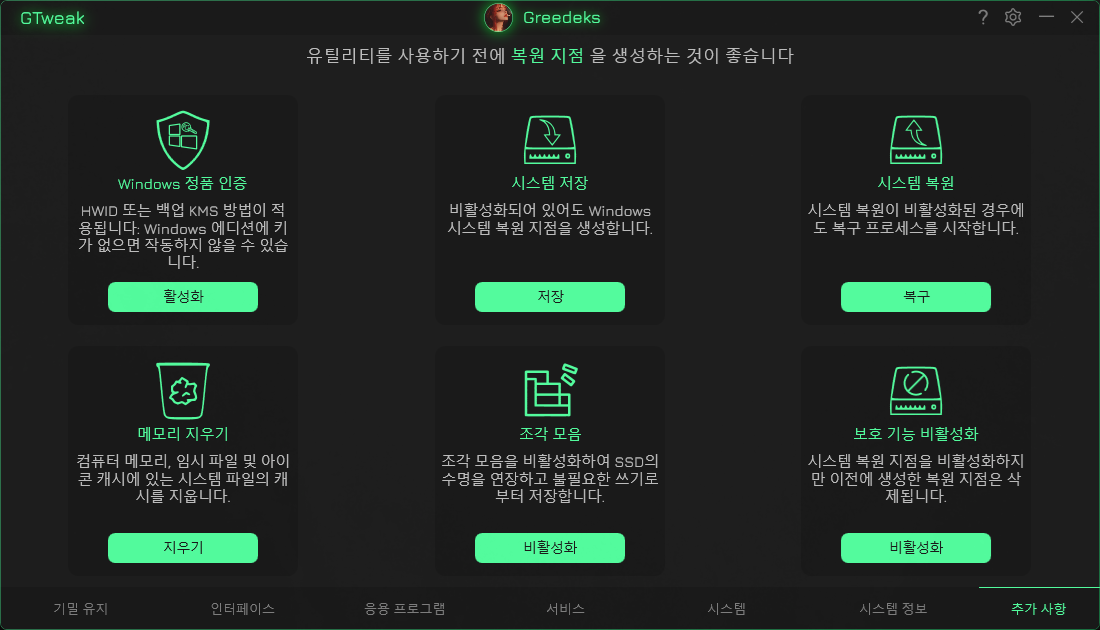 GTweak
Greedeks
?
유틸리티를 사용하기 전에 복원 지점 을 생성하는 것이 좋습니다
Windows 정품 인증
HWID 또는 백업 KMS 방법이 적
용됩니다: Windows 에디션에 키
가 없으면 작동하지 않을 수 있습
니다.
활성화
시스템 저장
비활성화되어 있어도 Windows
시스템 복원 지점을 생성합니다.
저장
시스템 복원
시스템 복원이 비활성화된 경우에
도 복구 프로세스를 시작합니다.
복구
메모리 지우기
컴퓨터 메모리, 임시 파일 및 아이
콘 캐시에 있는 시스템 파일의 캐
시를 지웁니다.
지우기
조각 모음
조각 모음을 비활성화하여 SSD의
수명을 연장하고 불필요한 쓰기로
부터 저장합니다.
비활성화
보호 기능 비활성화
시스템 복원 지점을 비활성화하지
만 이전에 생성한 복원 지점은 삭
제됩니다.
비활성화
기밀 유지
인터페이스
응용 프로그램
서비스
시스템
시스템 정보
추가 사항